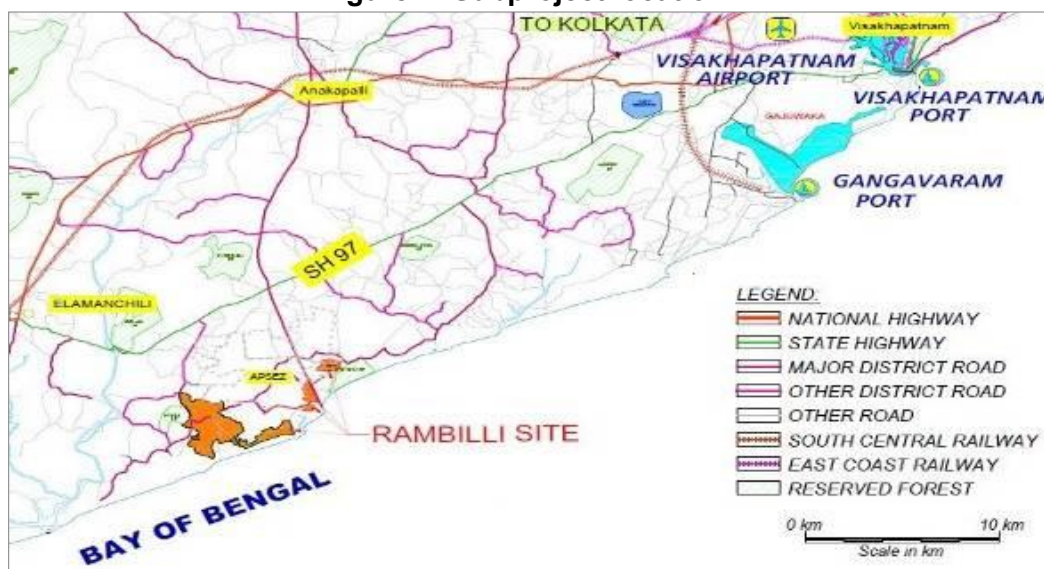 TO KOLKATA
Visakhapatnam
VISAKHAPATNAM
AIRPORT
Anakapalli
VISAKHAPATNAM
PORT
GAJUWAKA
GANGAVARAM
PORT
SH 97
ELAMANCHILI
APSEZ
RAMBILLI SITE
BAY OF BENGAL
LEGEND:
NATIONAL HIGHWAY
STATE HIGHWAY
MAJOR DISTRICT ROAD
OTHER DISTRICT ROAD
OTHER ROAD
SOUTH CENTRAL RAILWAY
EAST COAST RAILWAY
RESERVED FOREST
0 km 10 km
Scale in km